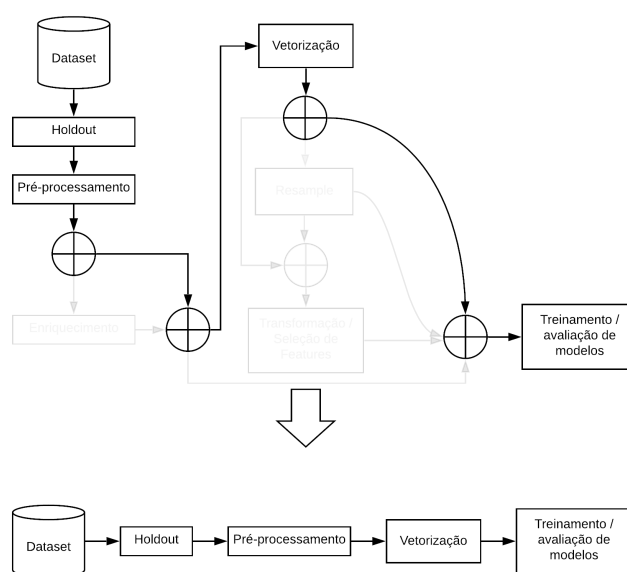 Dataset
Vetorização
Holdout
Pré-processamento
Resample
Enriquecimento
Transformação /
Seleção de
Features
Treinamento /
avaliação de
modelos
Dataset
Holdout
Pré-processamento
Vetorização
Treinamento /
avaliação de
modelos